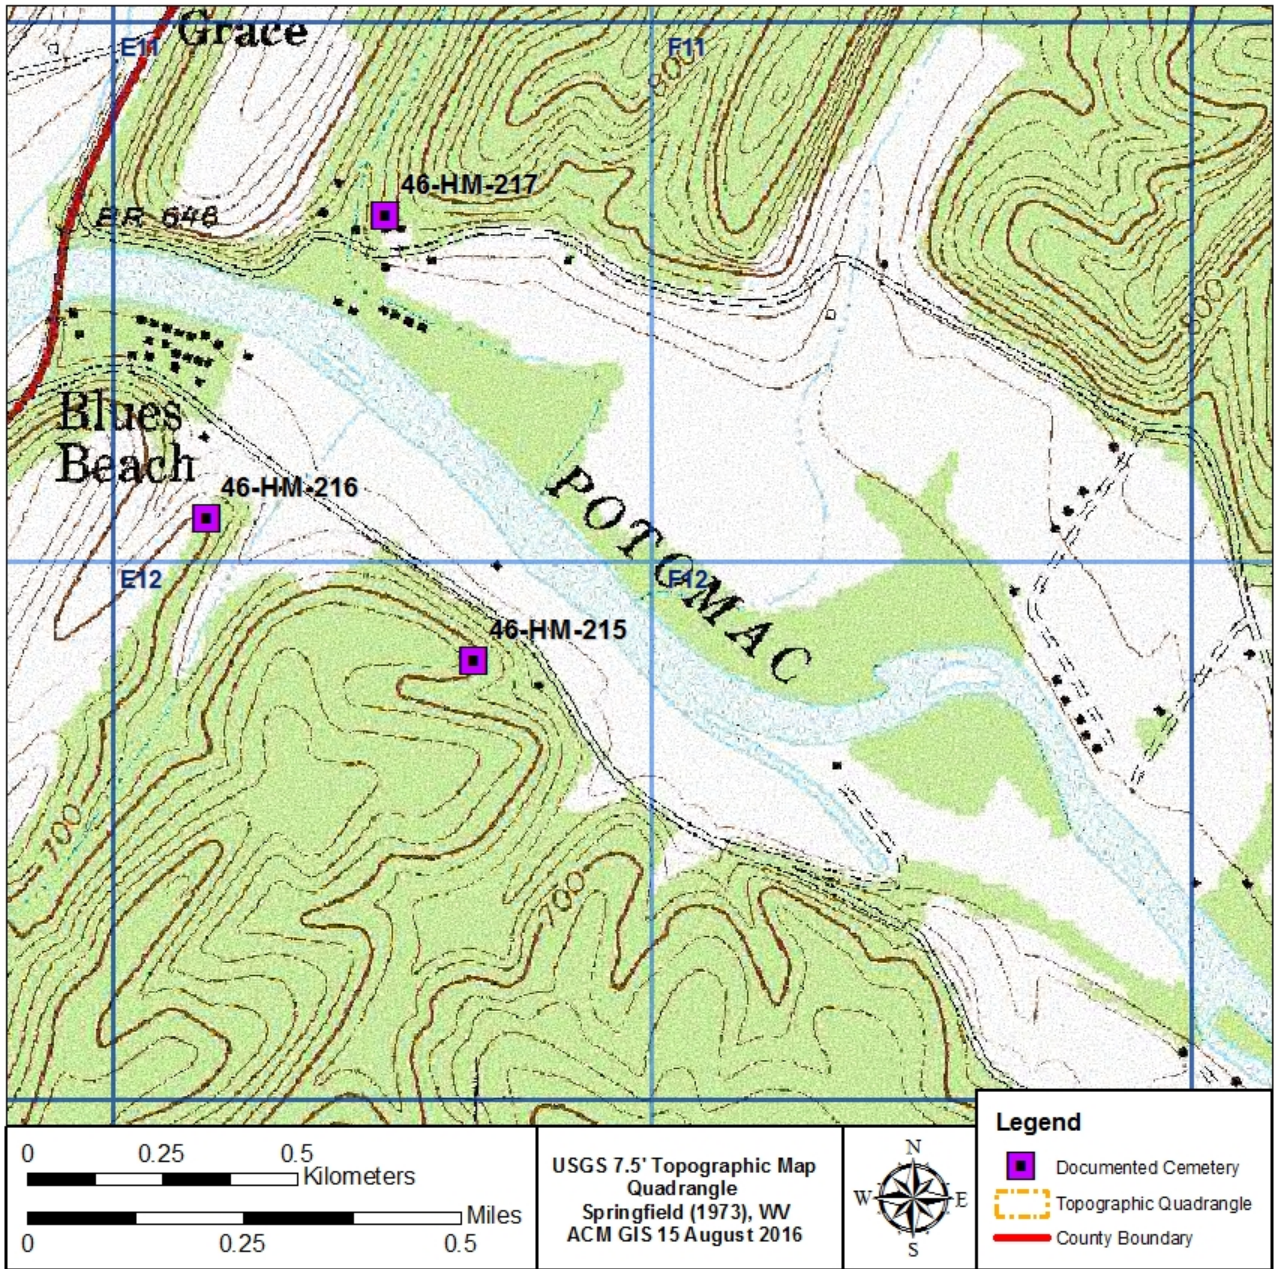 Grace
E11
F11
800
46-HM-217
BR 648
800
Blues
Beach
46-HM-216
POTOMAC
E12
F12
46-HM-215
700
700
0 0.25 0.5
Kilometers
Miles
0 0.25 0.5
USGS 7.5' Topographic Map
Quadrangle
Springfield (1973), WV
ACM GIS 15 August 2016
N
W E
S
Legend
Documented Cemetery
Topographic Quadrangle
County Boundary